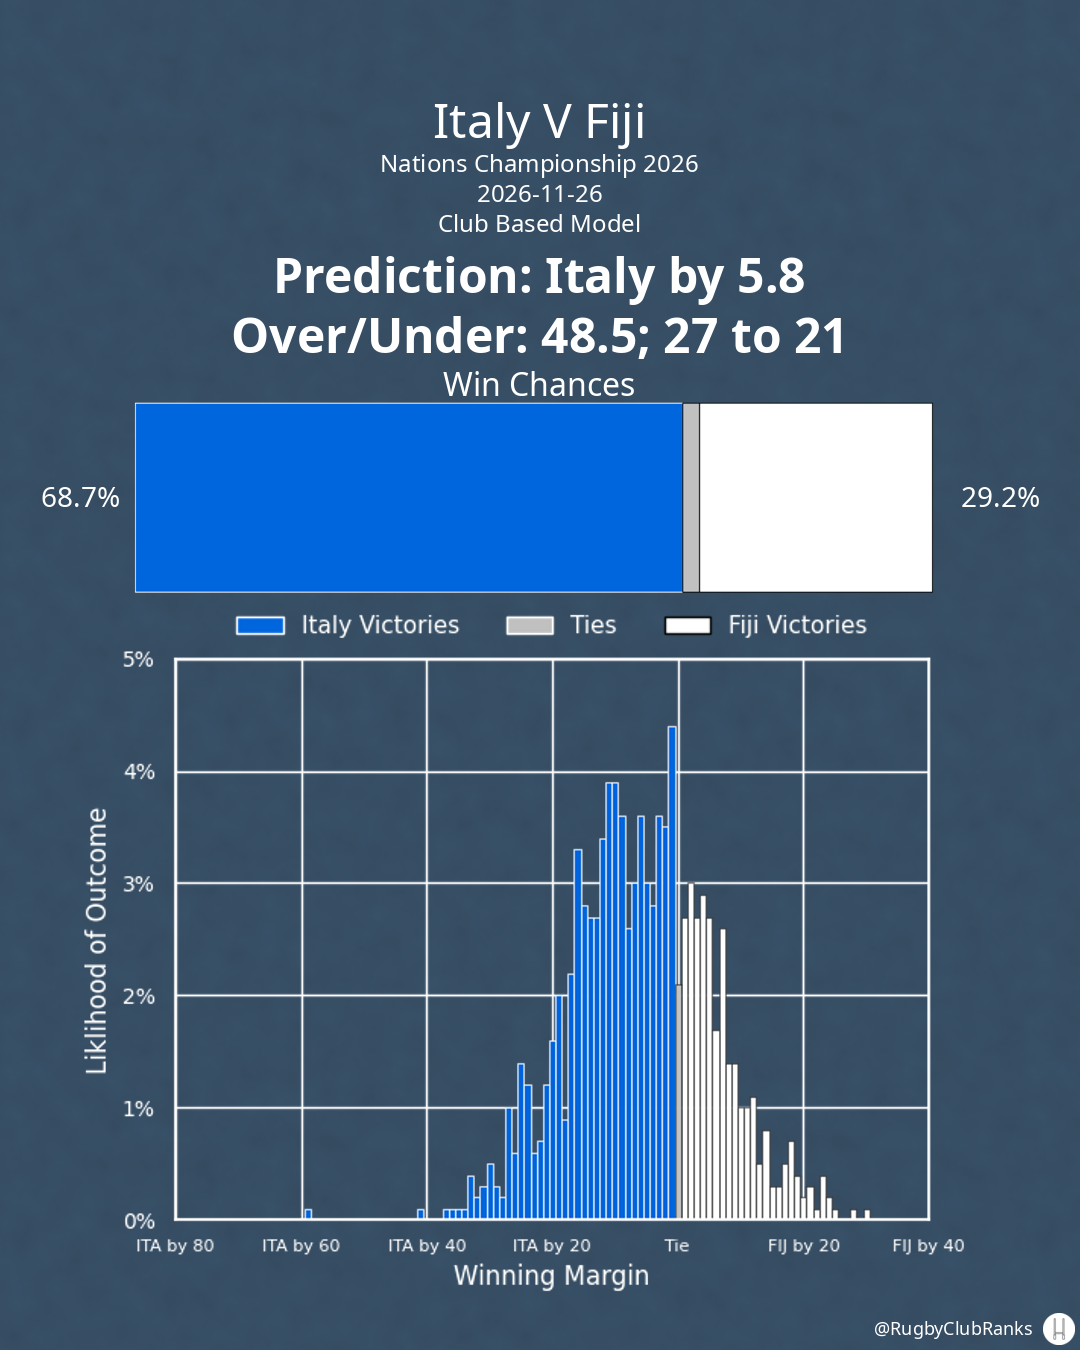 Italy V Fiji
Nations Championship 2026
2026-11-26
Club Based Model
Prediction: Italy by 5.8
Over/Under: 48.5; 27 to 21
Win Chances
68.7%
29.2%
Italy Victories
Ties
Fiji Victories
5%
4%
3%
2%
1%
0%
Liklihood of Outcome
ITA by 80
ITA by 60
ITA by 40
ITA by 20
Tie
FIJ by 20
FIJ by 40
Winning Margin
@RugbyClubRanks